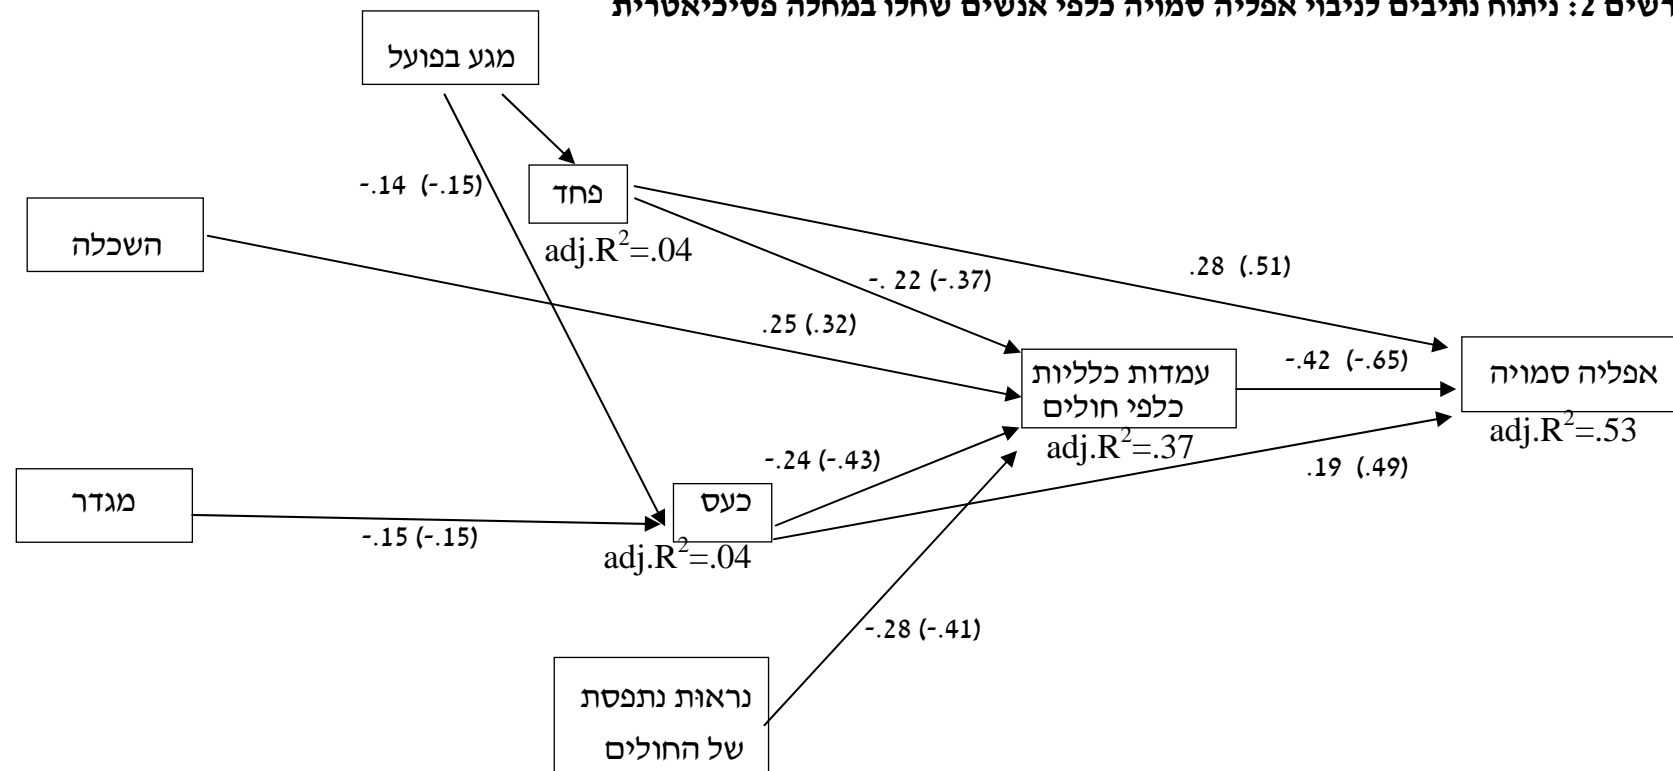 רשים 2: ניתוח נתיבים לניבוי אפליה סמויה כלפי אנשים שחלו במחלה פסיכיאטרית
מגע בפועל
-.14 (-.15)
פחד
adj.R²=.04
השכלה
-. 22 (-.37)
.28 (.51)
.25 (.32)
עמדות כלליות
כלפי חולים
adj.R²=.37
-.42 (-.65)
אפליה סמויה
adj.R²=.53
-.24 (-.43)
.19 (.49)
מגדר
-.15 (-.15)
כעס
adj.R²=.04
-.28 (-.41)
נראות נתפסת
של החולים